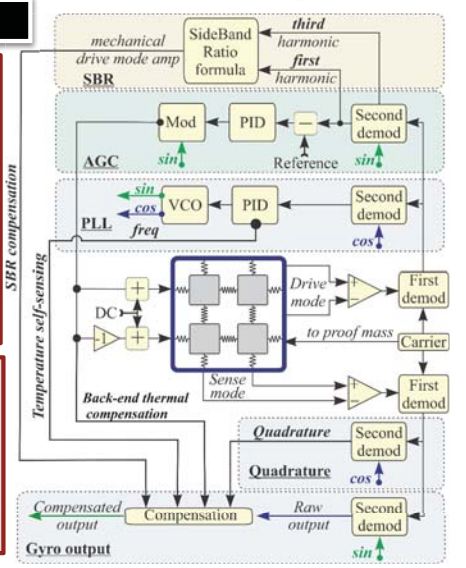 mechanical
drive mode amp
SideBand
Ratio
formula
third
harmonic
first
harmonic
SBR
Mod
PID
−
Second
demod
Reference
AGC
sin
sin
sin
cos
VCO
PID
Second
demod
PLL
freq
cos
SBR compensation
Temperature self-sensing
+
DC
-1
+
Drive
mode
+
−
First
demod
to proof mass
Carrier
Sense
mode
+
−
First
demod
Back-end thermal
compensation
Quadrature
Second
demod
Quadrature
cos
Compensated
output
Compensation
Raw
output
Second
demod
Gyro output
sin